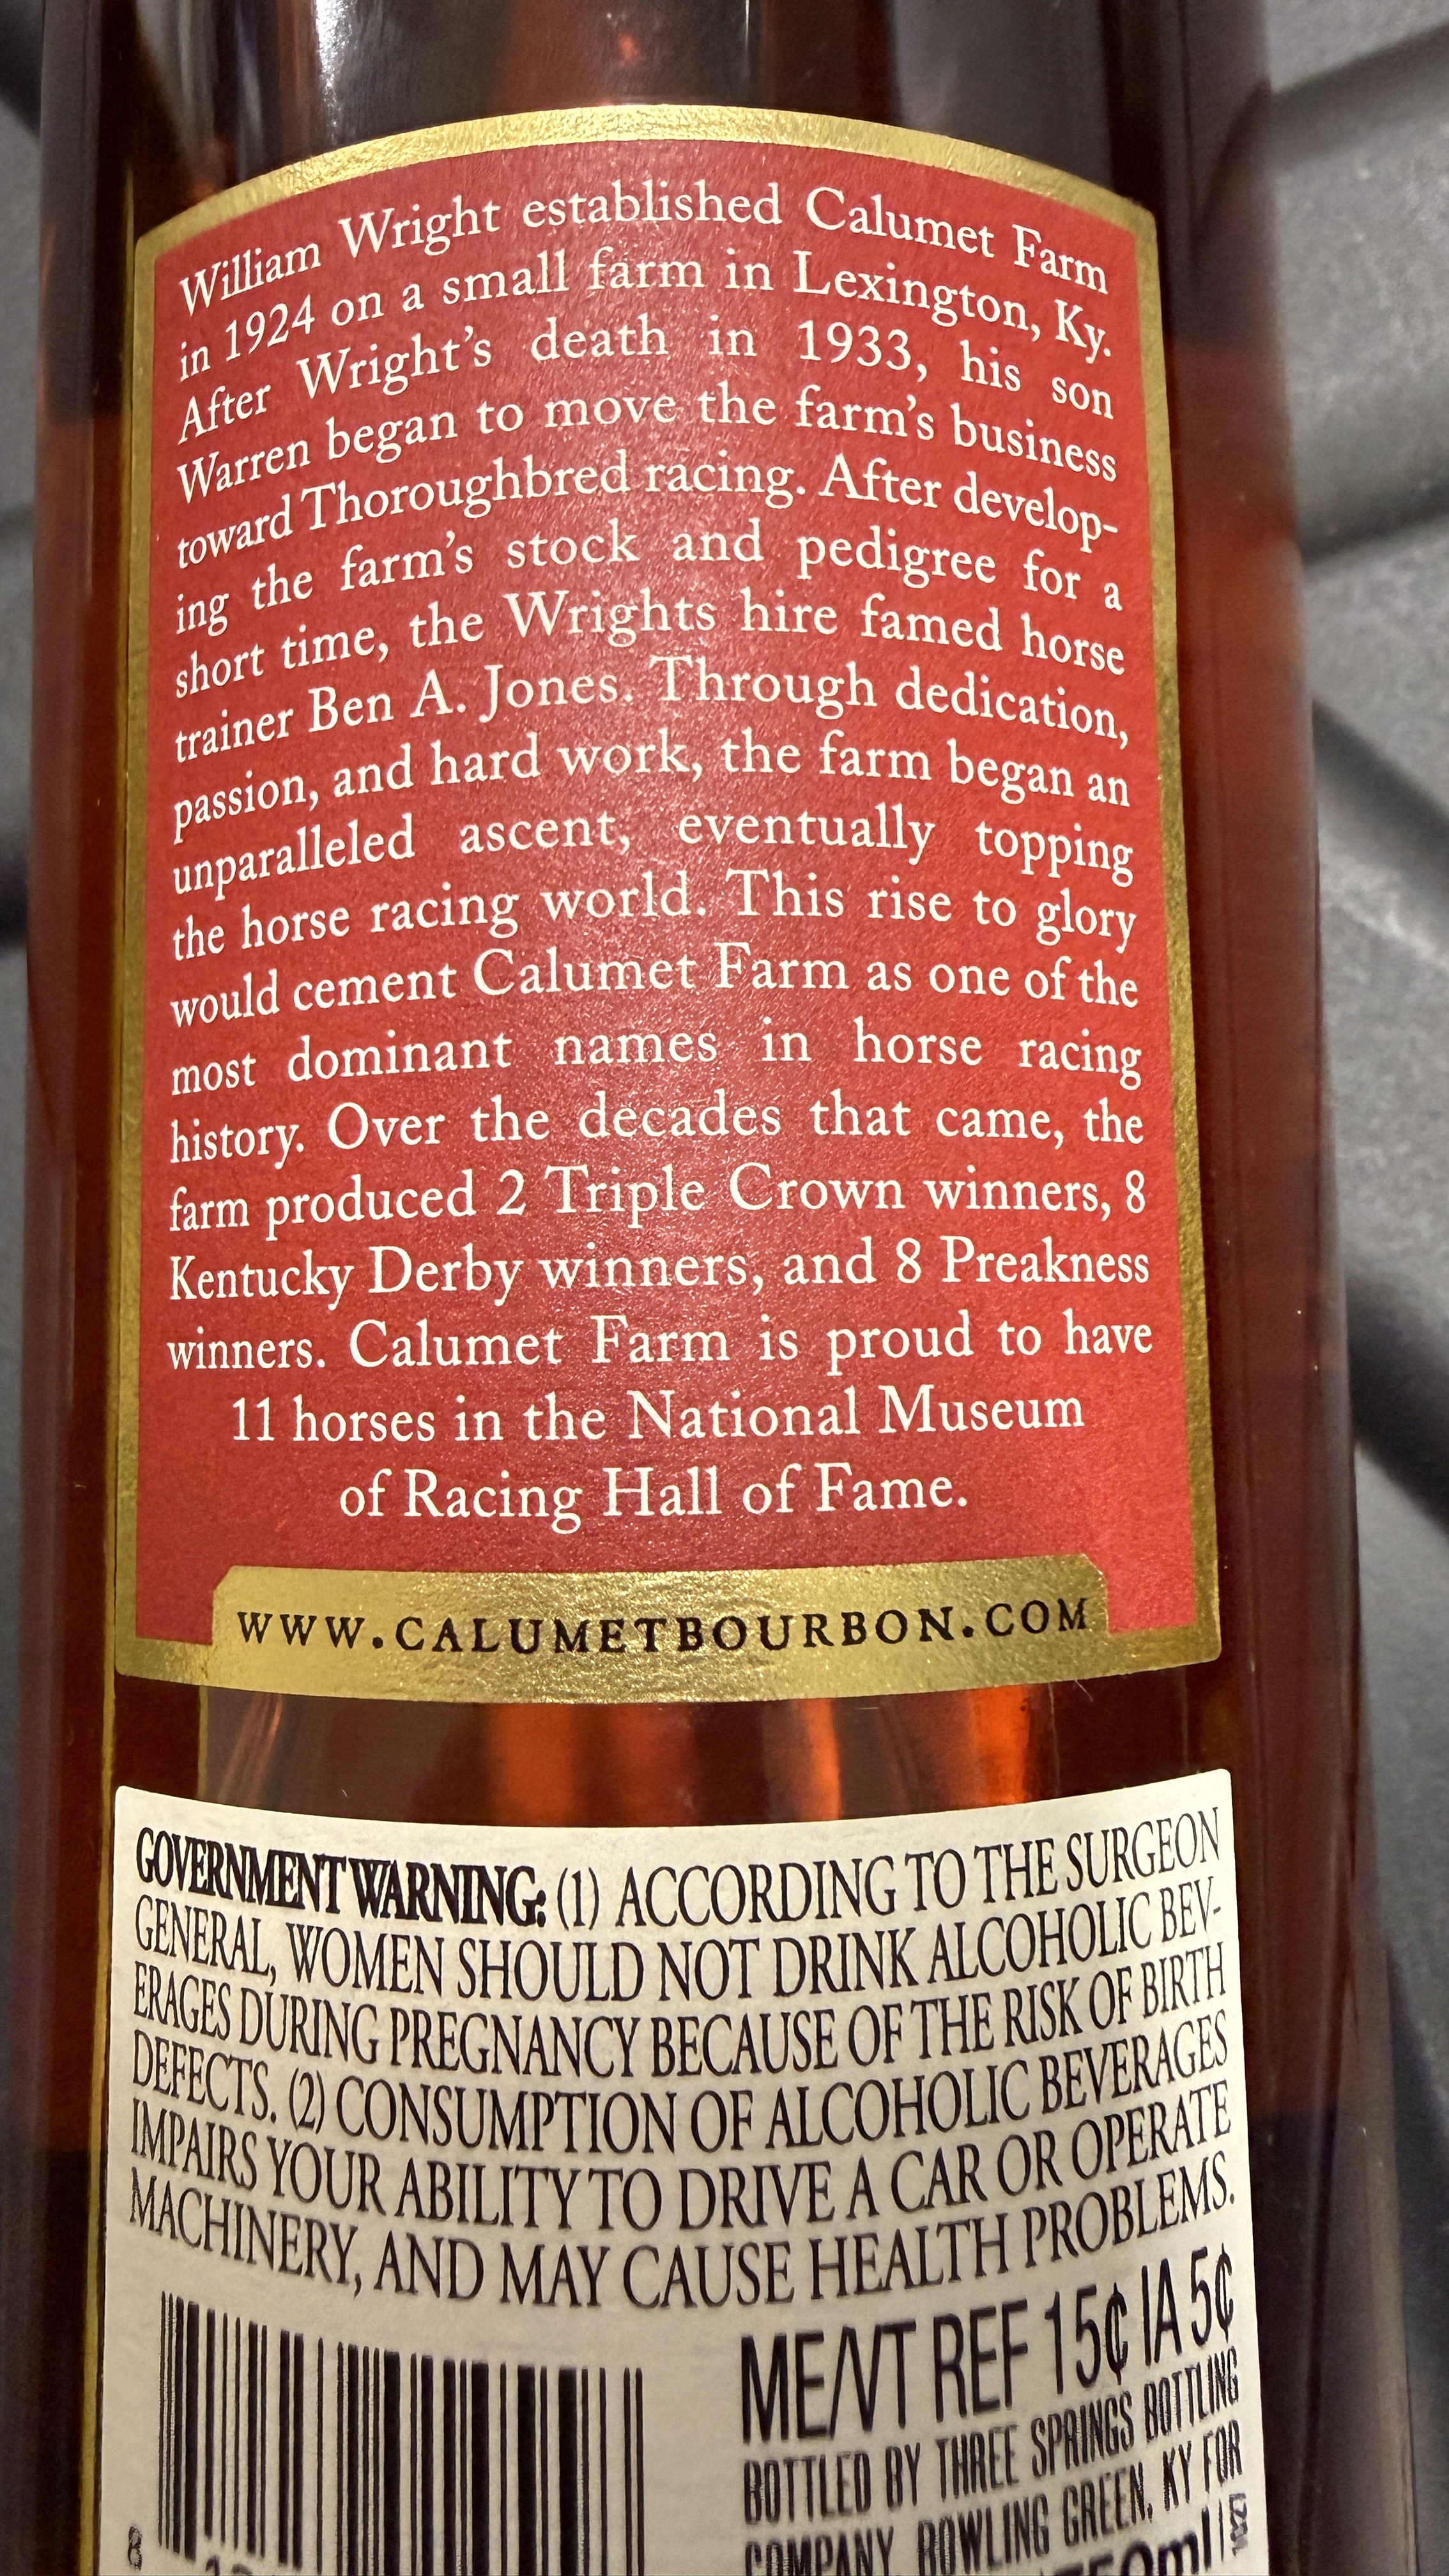 William Wright established Calumet Farm
in 1924 on a small farm in Lexington, Ky.
After Wright's death in 1933, his son
Warren began to move the farm's business
toward Thoroughbred racing. After develop-
ing the farm's stock and pedigree for a
short time, the Wrights hire famed horse
trainer Ben A. Jones. Through dedication,
passion, and hard work, the farm began an
unparalleled ascent, eventually topping
the horse racing world. This rise to glory
would cement Calumet Farm as one of the
most dominant names in horse racing
history. Over the decades that came, the
farm produced 2 Triple Crown winners, 8
Kentucky Derby winners, and 8 Preakness
winners. Calumet Farm is proud to have
11 horses in the National Museum
of Racing Hall of Fame.
WWW.CALUMETBOURBON.COM
GOVERNMENT WARNING: (1) ACCORDING TO THE SURGEON
GENERAL, WOMEN SHOULD NOT DRINK ALCOHOLIC BEV-
ERAGES DURING PREGNANCY BECAUSE OF THE RISK OF BIRTH
DEFECTS. (2) CONSUMPTION OF ALCOHOLIC BEVERAGES
IMPAIRS YOUR ABILITY TO DRIVE A CAR OR OPERATE
MACHINERY, AND MAY CAUSE HEALTH PROBLEMS.
ME/VT REF 15¢ IA 5¢
BOTTLED BY THREE SPRINGS BOTTLING
COMPANY, BOWLING GREEN, KY FOR
8